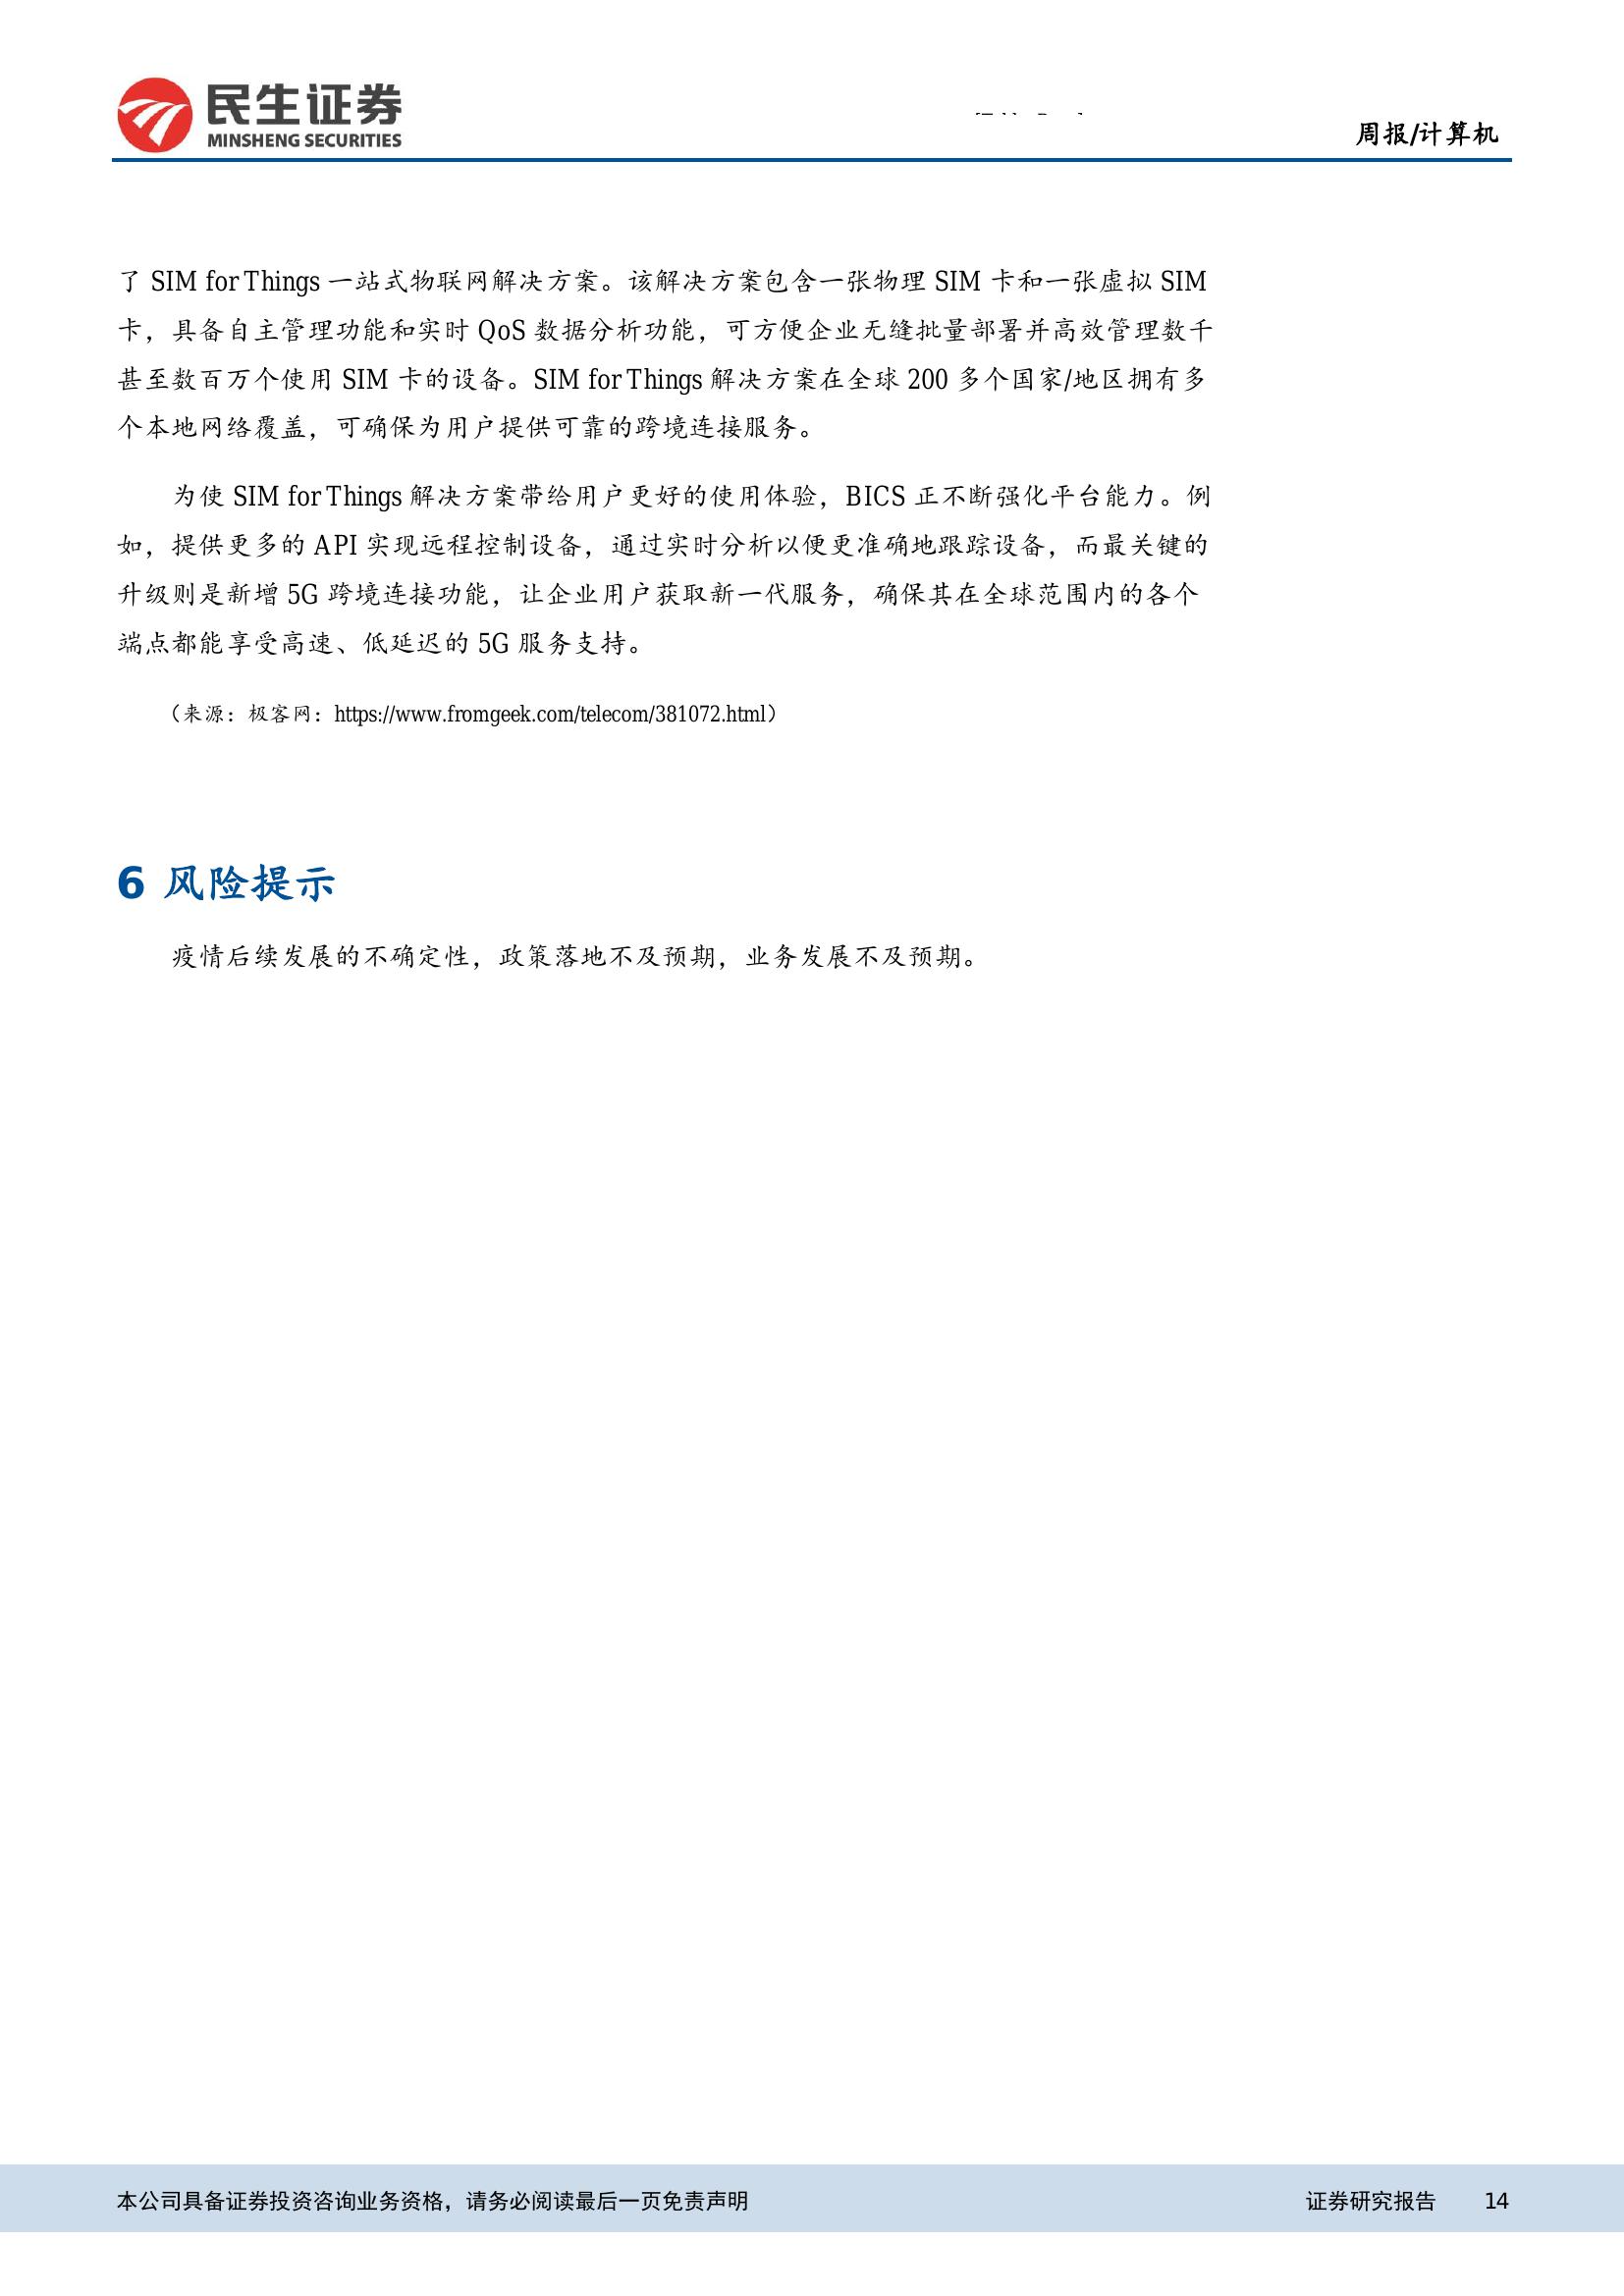 民生证券
MINSHENG SECURITIES
周报/计算机
了 SIM for Things 一站式物联网解决方案。该解决方案包含一张物理 SIM 卡和一张虚拟 SIM
卡，具备自主管理功能和实时 QoS 数据分析功能，可方便企业无缝批量部署并高效管理数千
甚至数百万个使用 SIM 卡的设备。SIM for Things 解决方案在全球 200 多个国家/地区拥有多
个本地网络覆盖，可确保为用户提供可靠的跨境连接服务。
为使 SIM for Things 解决方案带给用户更好的使用体验，BICS 正不断强化平台能力。例
如，提供更多的 API 实现远程控制设备，通过实时分析以便更准确地跟踪设备，而最关键的
升级则是新增 5G 跨境连接功能，让企业用户获取新一代服务，确保其在全球范围内的各个
端点都能享受高速、低延迟的 5G 服务支持。
（来源：极客网：https://www.fromgeek.com/telecom/381072.html）
6 风险提示
疫情后续发展的不确定性，政策落地不及预期，业务发展不及预期。
本公司具备证券投资咨询业务资格，请务必阅读最后一页免责声明
证券研究报告 14